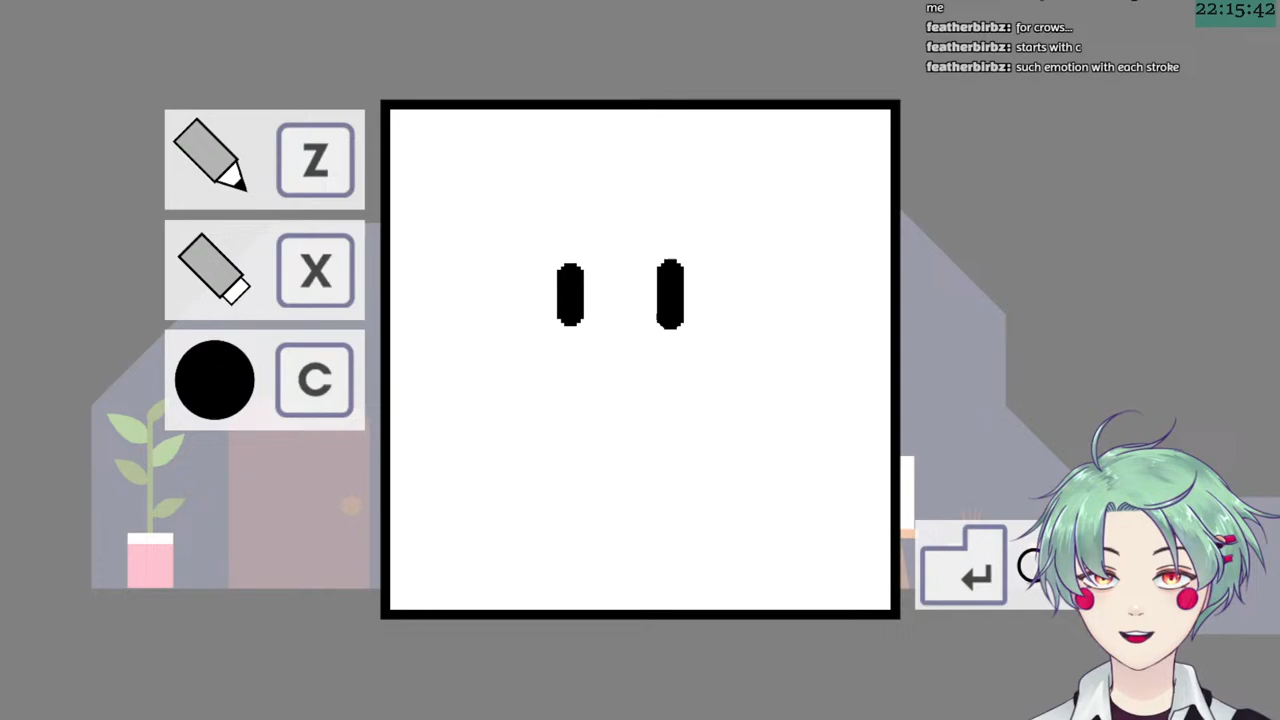 me
22:15:42
featherbirbz: for crows...
featherbirbz: starts with c
featherbirbz: such emotion with each stroke
Z
X
C